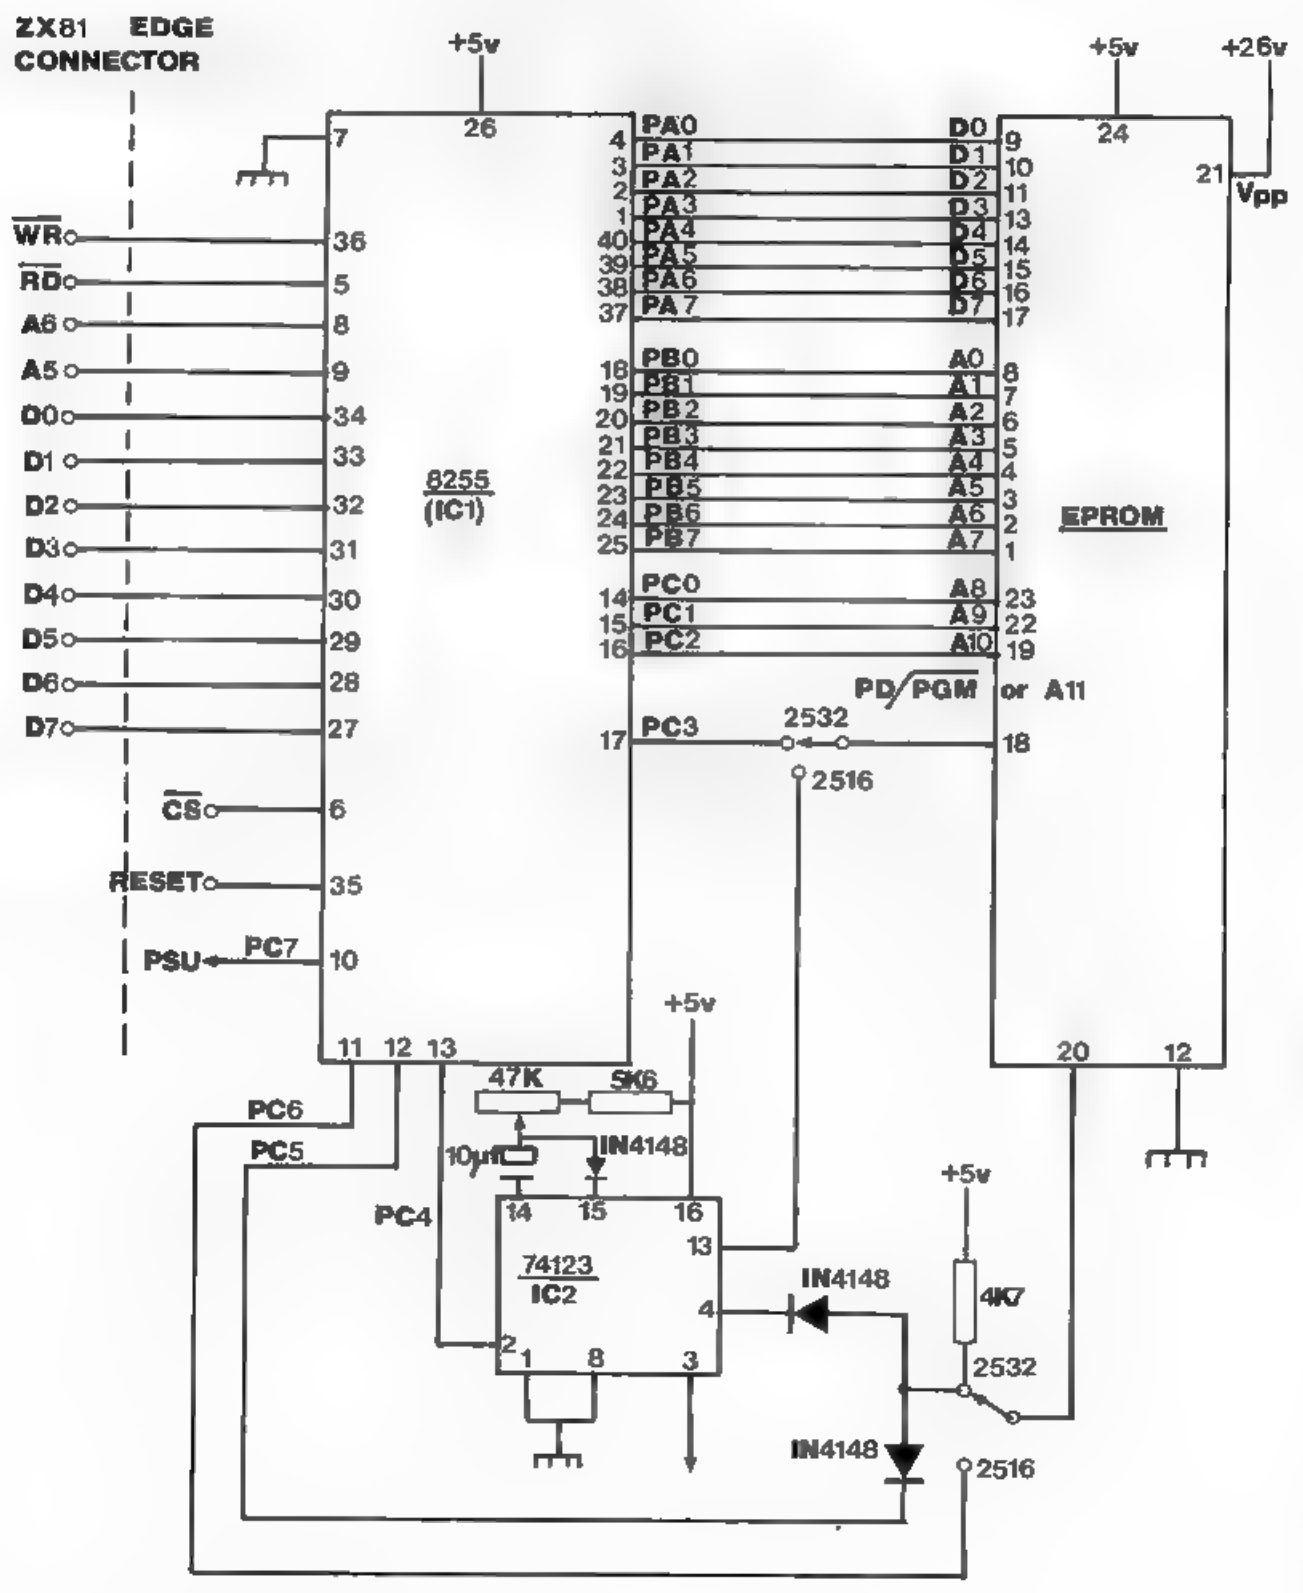 ZX81 EDGE
CONNECTOR
+5v
+5v
+26v
7
26
4 PA0 D0 9
24
3 PA1 D1 10
2 PA2 D2 11
21
Vpp
1 PA3 D3 13
WR 36
40 PA4 D4 14
39 PA5 D5 15
RD 5
38 PA6 D6 16
37 PA7 D7 17
A6 8
A5 9
18 PB0 A0 8
19 PB1 A1 7
D0 34
20 PB2 A2 6
21 PB3 A3 5
D1 33
22 PB4 A4 4
8255
(IC1)
23 PB5 A5 3
D2 32
24 PB6 A6 2
EPROM
25 PB7 A7 1
D3 31
D4 30
14 PC0 A8 23
15 PC1 A9 22
D5 29
16 PC2 A10 19
D6 28
PD/PGM or A11
D7 27
2532
17 PC3 18
2516
CS 6
RESET 35
PSU PC7 10
+5v
11 12 13
20 12
47K 5K6
PC6
PC5
10µf
IN4148
+5v
PC4
14 15 16
13
74123
IC2
IN4148
4K7
4
2
1 8 3
2532
IN4148
2516